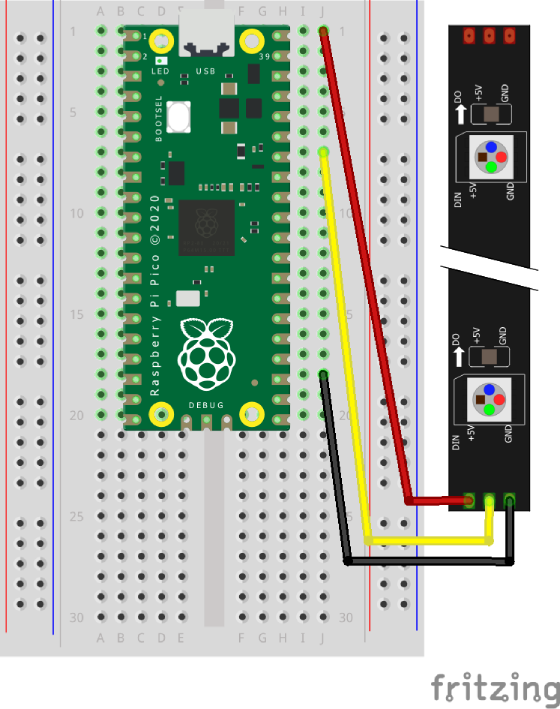 A B C D E F G H I J
1 1
5 5
10 10
15 15
20 20
25 25
30 30
A B C D E F G H I J
1
2
39
LED
USB
BOOTSEL
Raspberry Pi Pico ©2020
DEBUG
DO
+5V
GND
DIN
+5V
GND
DO
+5V
GND
DIN
+5V
GND
fritzing